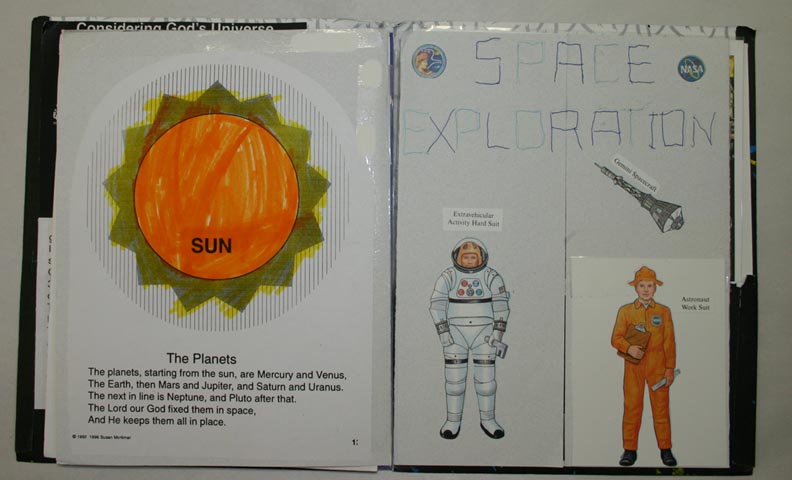 Considering God's Universe
SUN
The Planets
The planets, starting from the sun, are Mercury and Venus,
The Earth, then Mars and Jupiter, and Saturn and Uranus.
The next in line is Neptune, and Pluto after that.
The Lord our God fixed them in space,
And He keeps them all in place.
SPACE
NASA
EXPLORATION
Gemini Spacecraft
Extravehicular
Activity Hard Suit
Astronaut
Work Suit